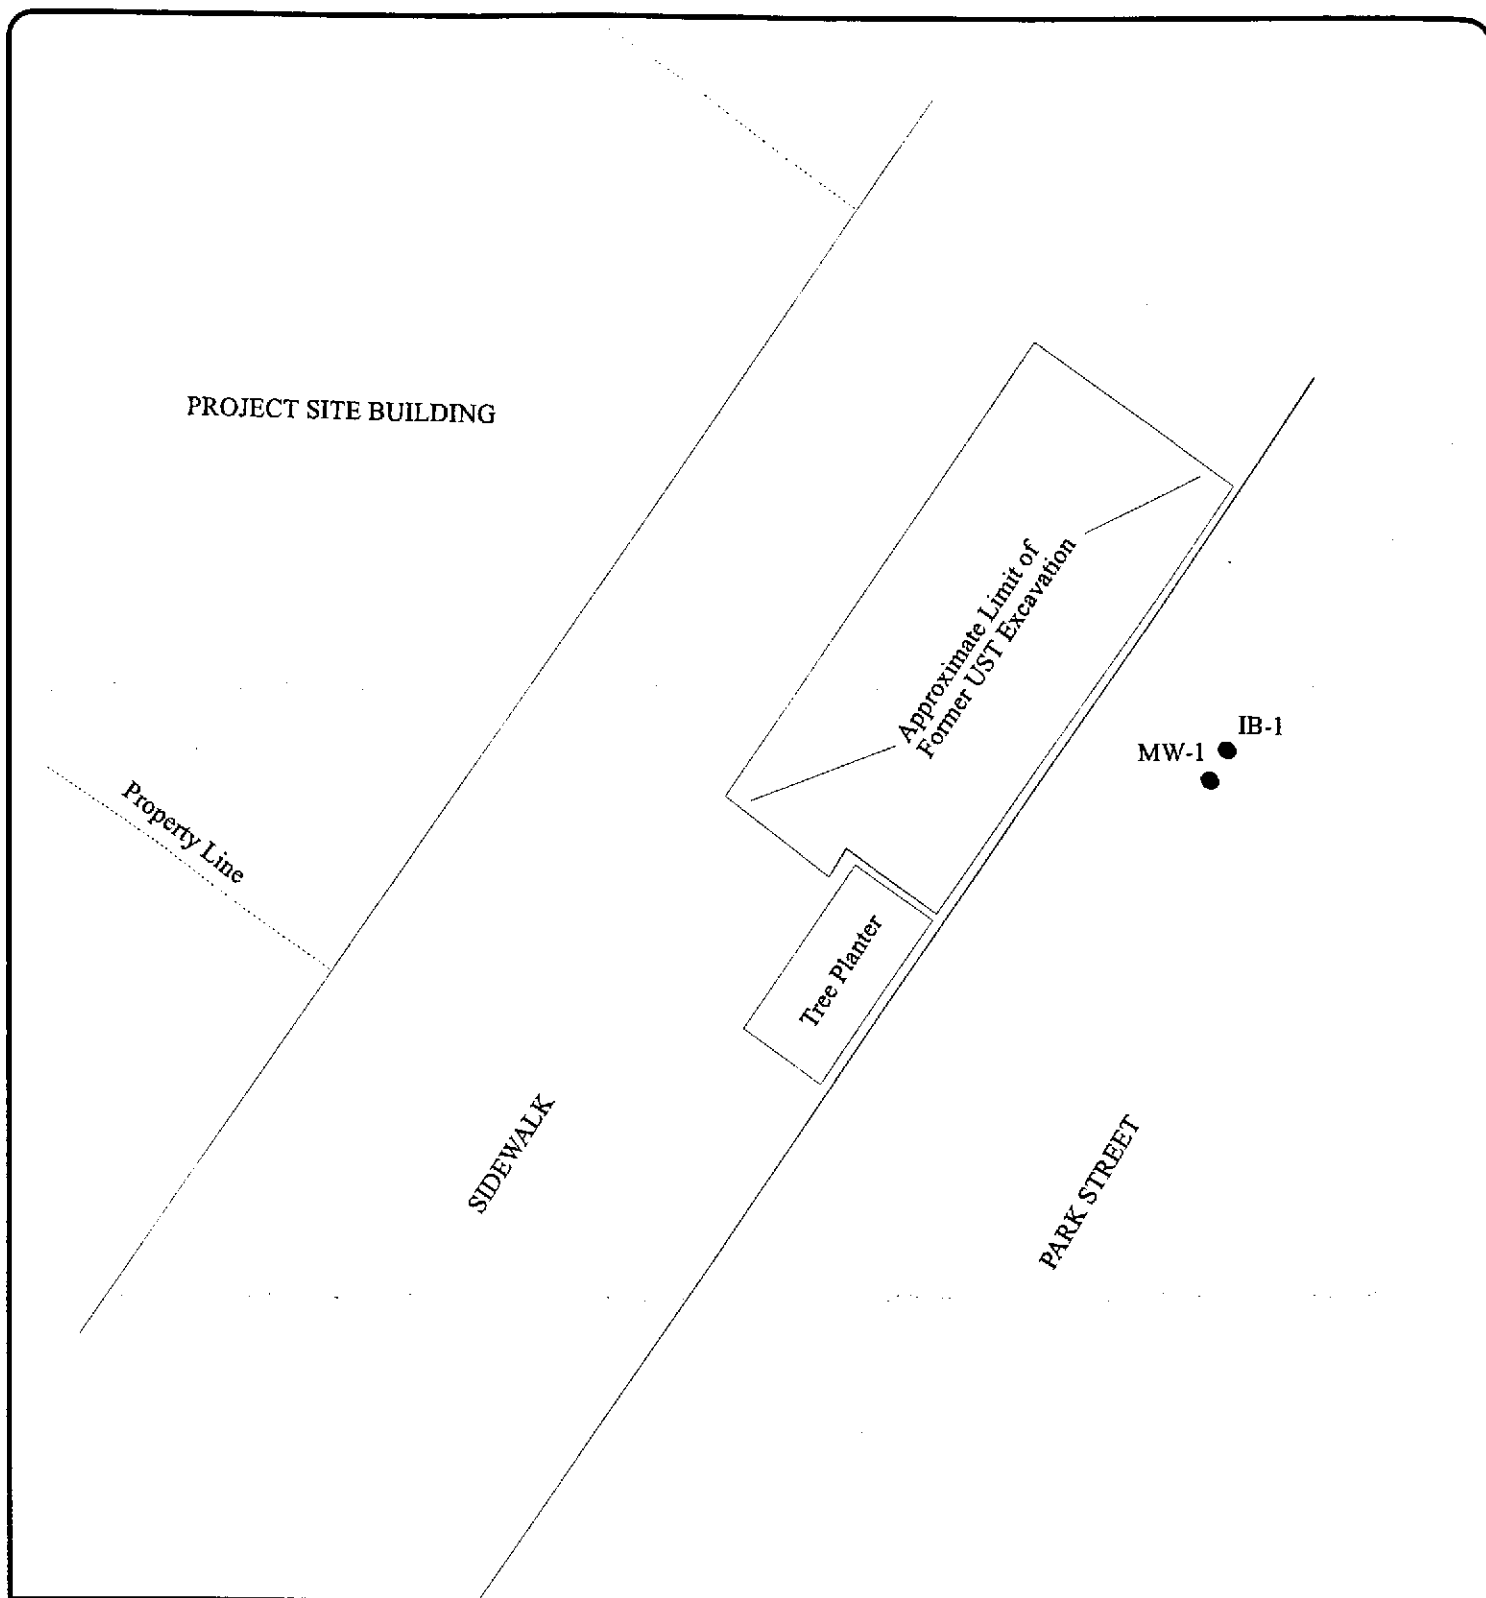 PROJECT SITE BUILDING
Approximate Limit of
Former UST Excavation
IB-1
MW-1
Property Line
Tree Planter
SIDEWALK
PARK STREET